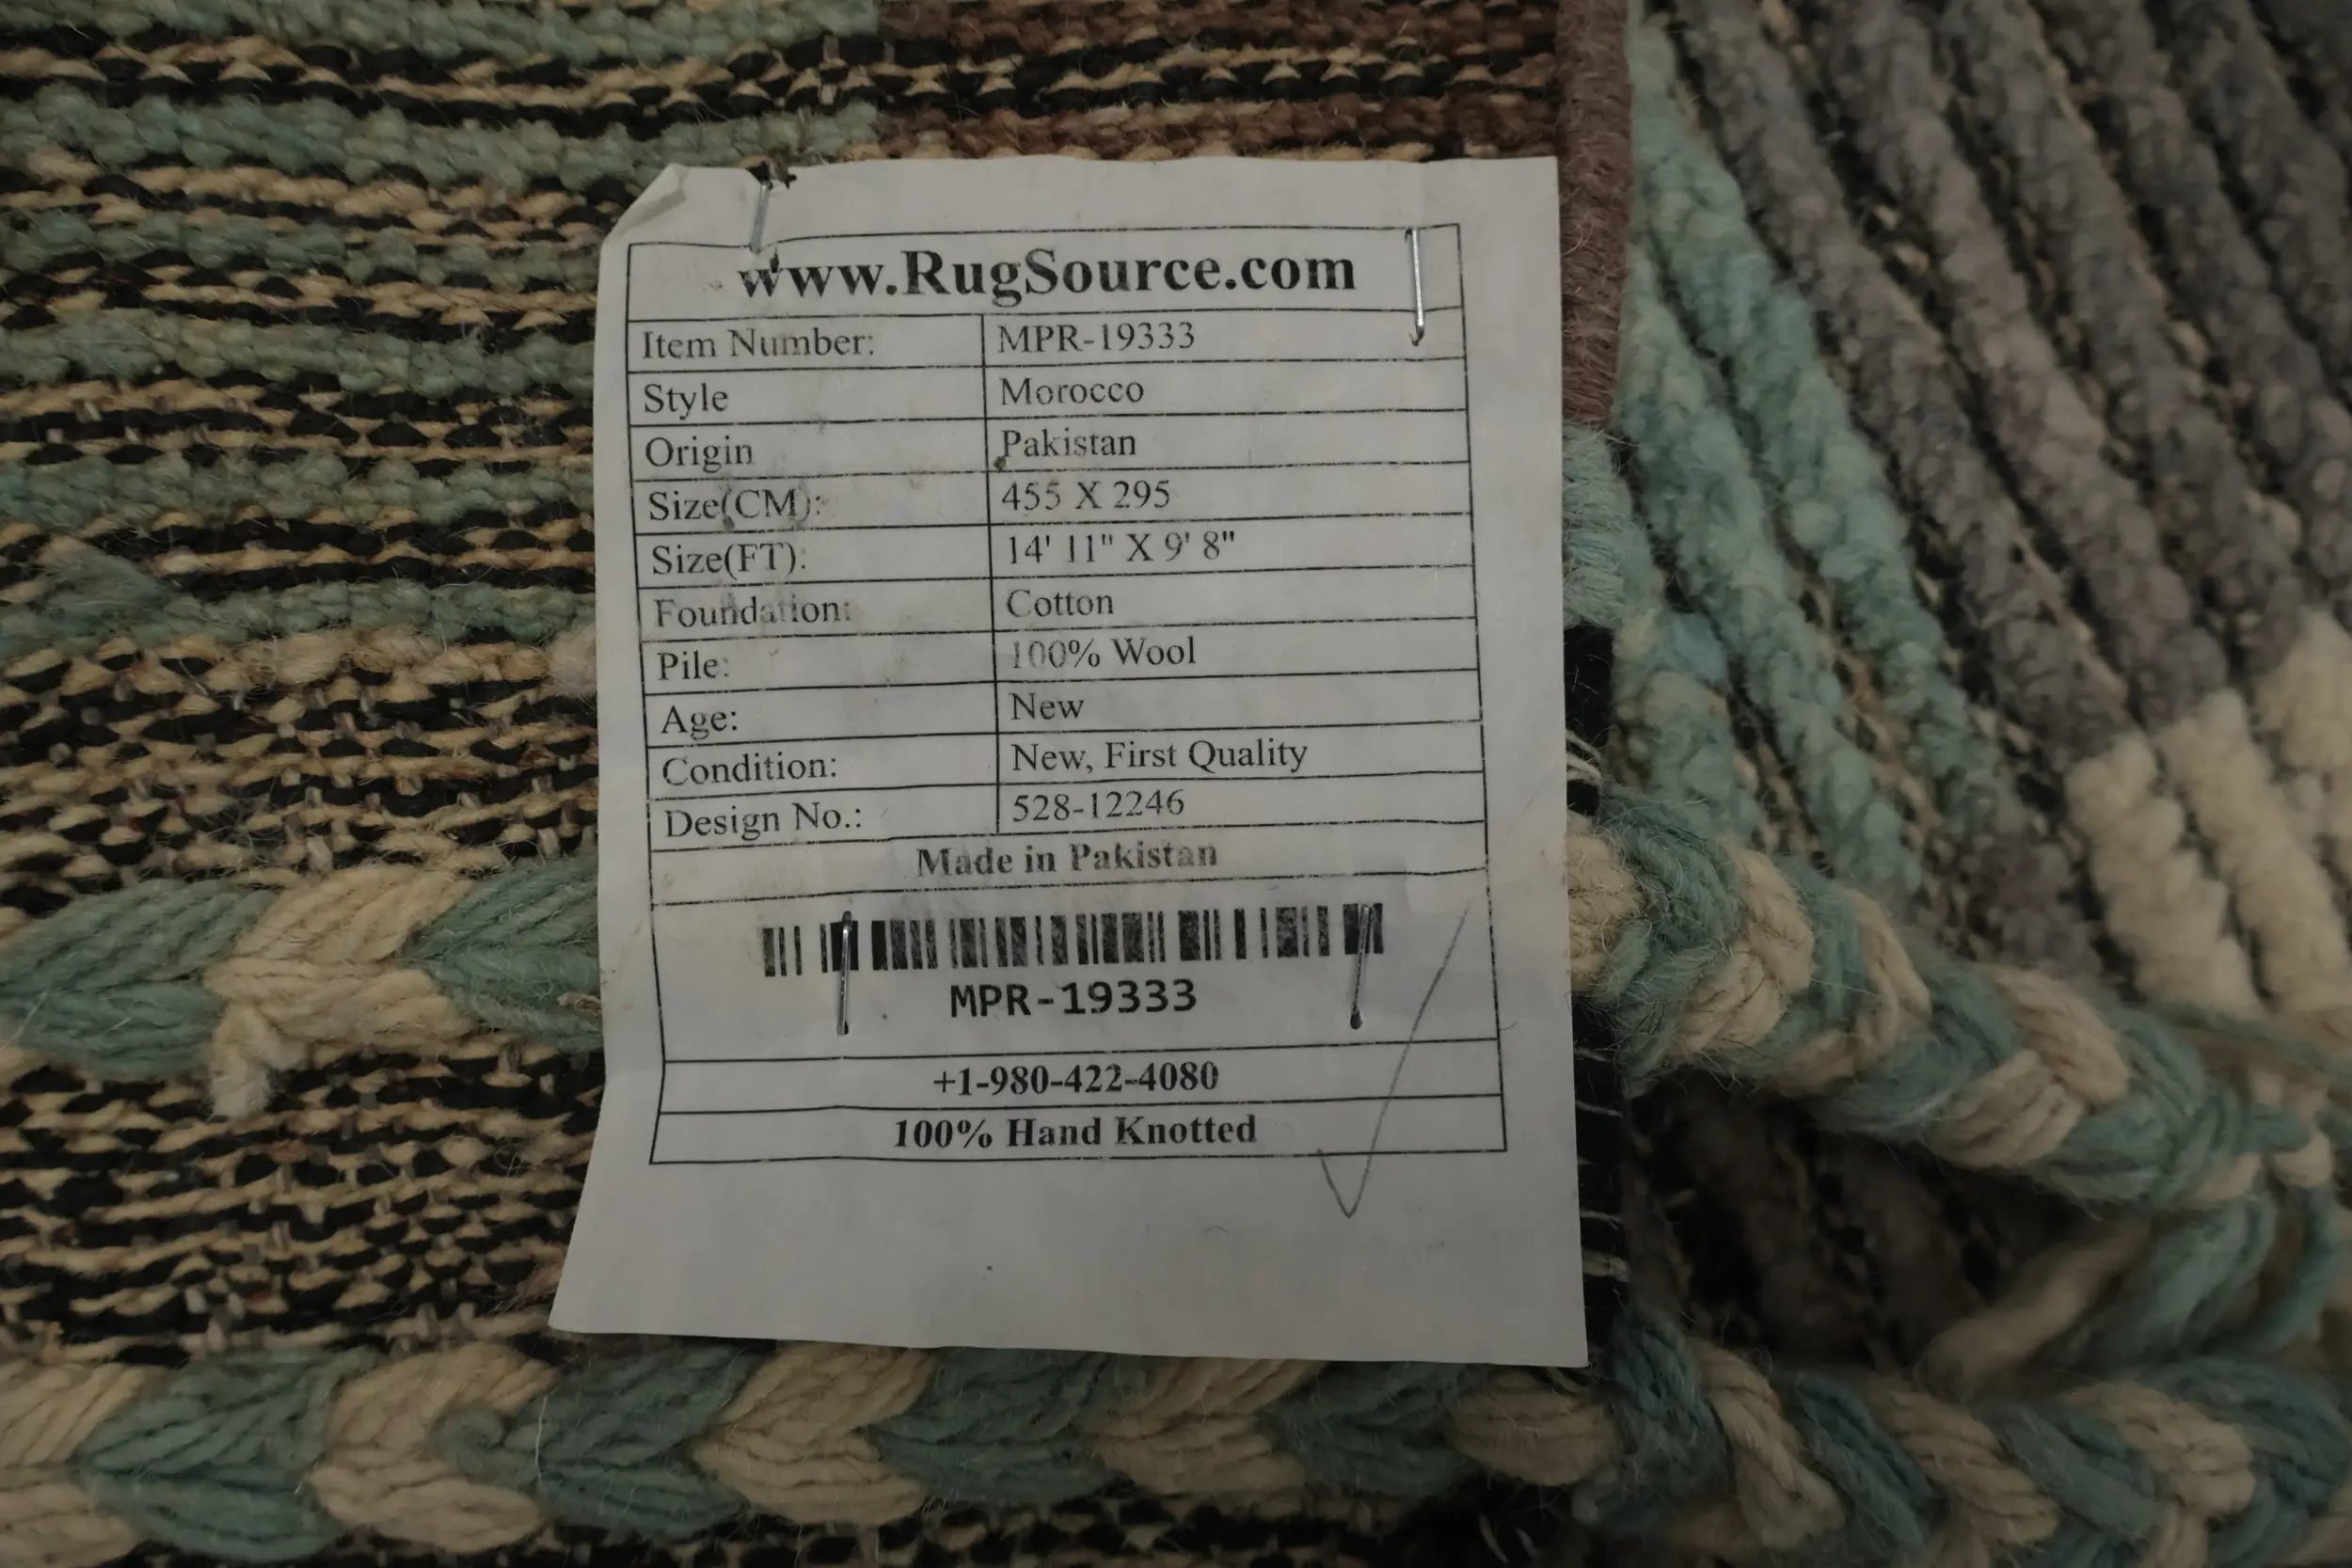 www.RugSource.com
Item Number: MPR-19333
Style Morocco
Origin Pakistan
Size(CM): 455 X 295
Size(FT): 14' 11" X 9' 8"
Foundation: Cotton
Pile: 100% Wool
Age: New
Condition: New, First Quality
Design No.: 528-12246
Made in Pakistan
MPR-19333
+1-980-422-4080
100% Hand Knotted